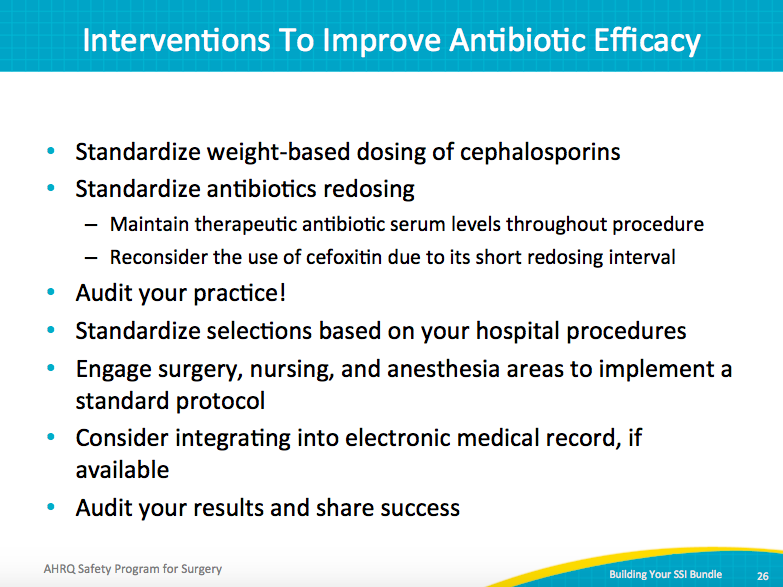 Interventions To Improve Antibiotic Efficacy
• Standardize weight-based dosing of cephalosporins
• Standardize antibiotics redosing
– Maintain therapeutic antibiotic serum levels throughout procedure
– Reconsider the use of cefoxitin due to its short redosing interval
• Audit your practice!
• Standardize selections based on your hospital procedures
• Engage surgery, nursing, and anesthesia areas to implement a
standard protocol
• Consider integrating into electronic medical record, if
available
• Audit your results and share success
AHRQ Safety Program for Surgery
Building Your SSI Bundle 26